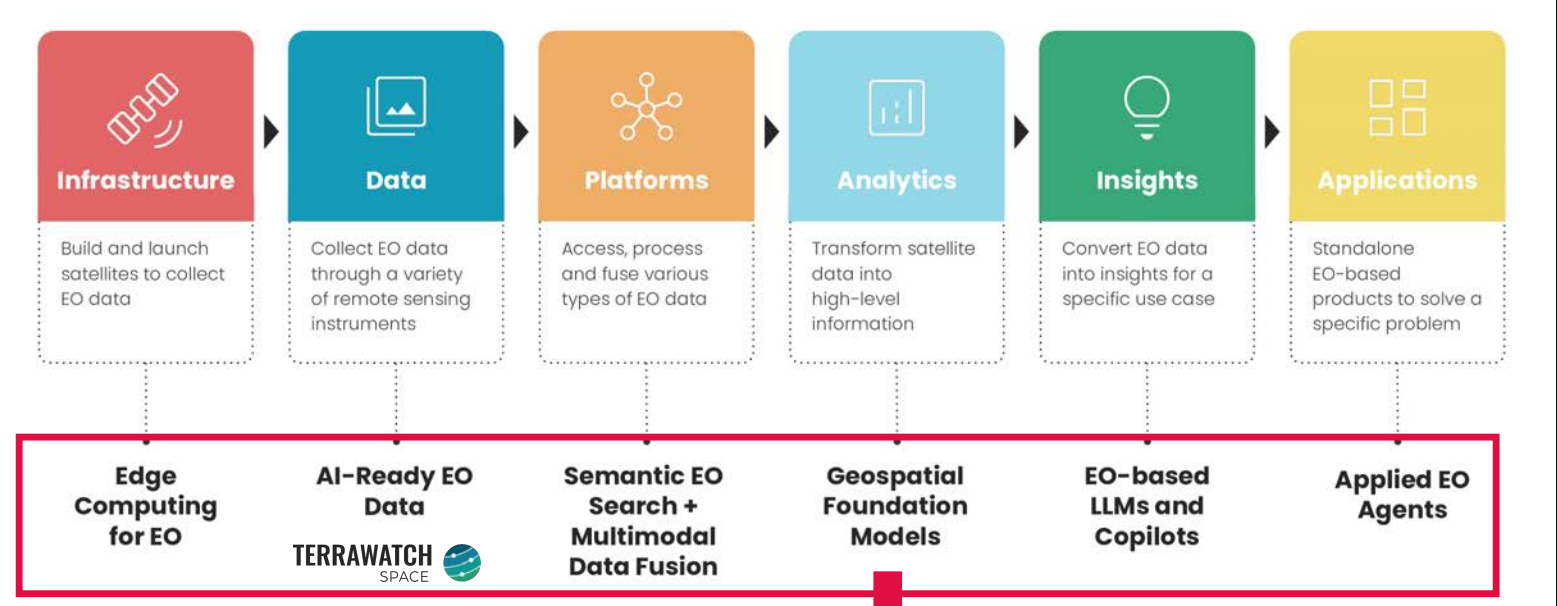 Infrastructure
Build and launch
satellites to collect
EO data
Data
Collect EO data
through a variety
of remote sensing
instruments
Platforms
Access, process
and fuse various
types of EO data
Analytics
Transform satellite
data into
high-level
information
Insights
Convert EO data
into insights for a
specific use case
Applications
Standalone
EO-based
products to solve a
specific problem
Edge
Computing
for EO
AI-Ready EO
Data
TERRAWATCH
SPACE
Semantic EO
Search +
Multimodal
Data Fusion
Geospatial
Foundation
Models
EO-based
LLMs and
Copilots
Applied EO
Agents